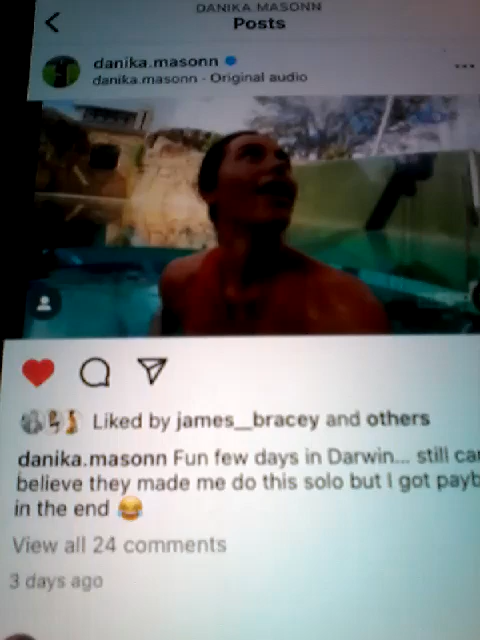 DANIKA.MASONN
Posts
danika.masonn
danika.masonn · Original audio
Liked by james__bracey and others
danika.masonn Fun few days in Darwin... still
believe they made me do this solo but I got
in the end 😂
View all 24 comments
3 days ago